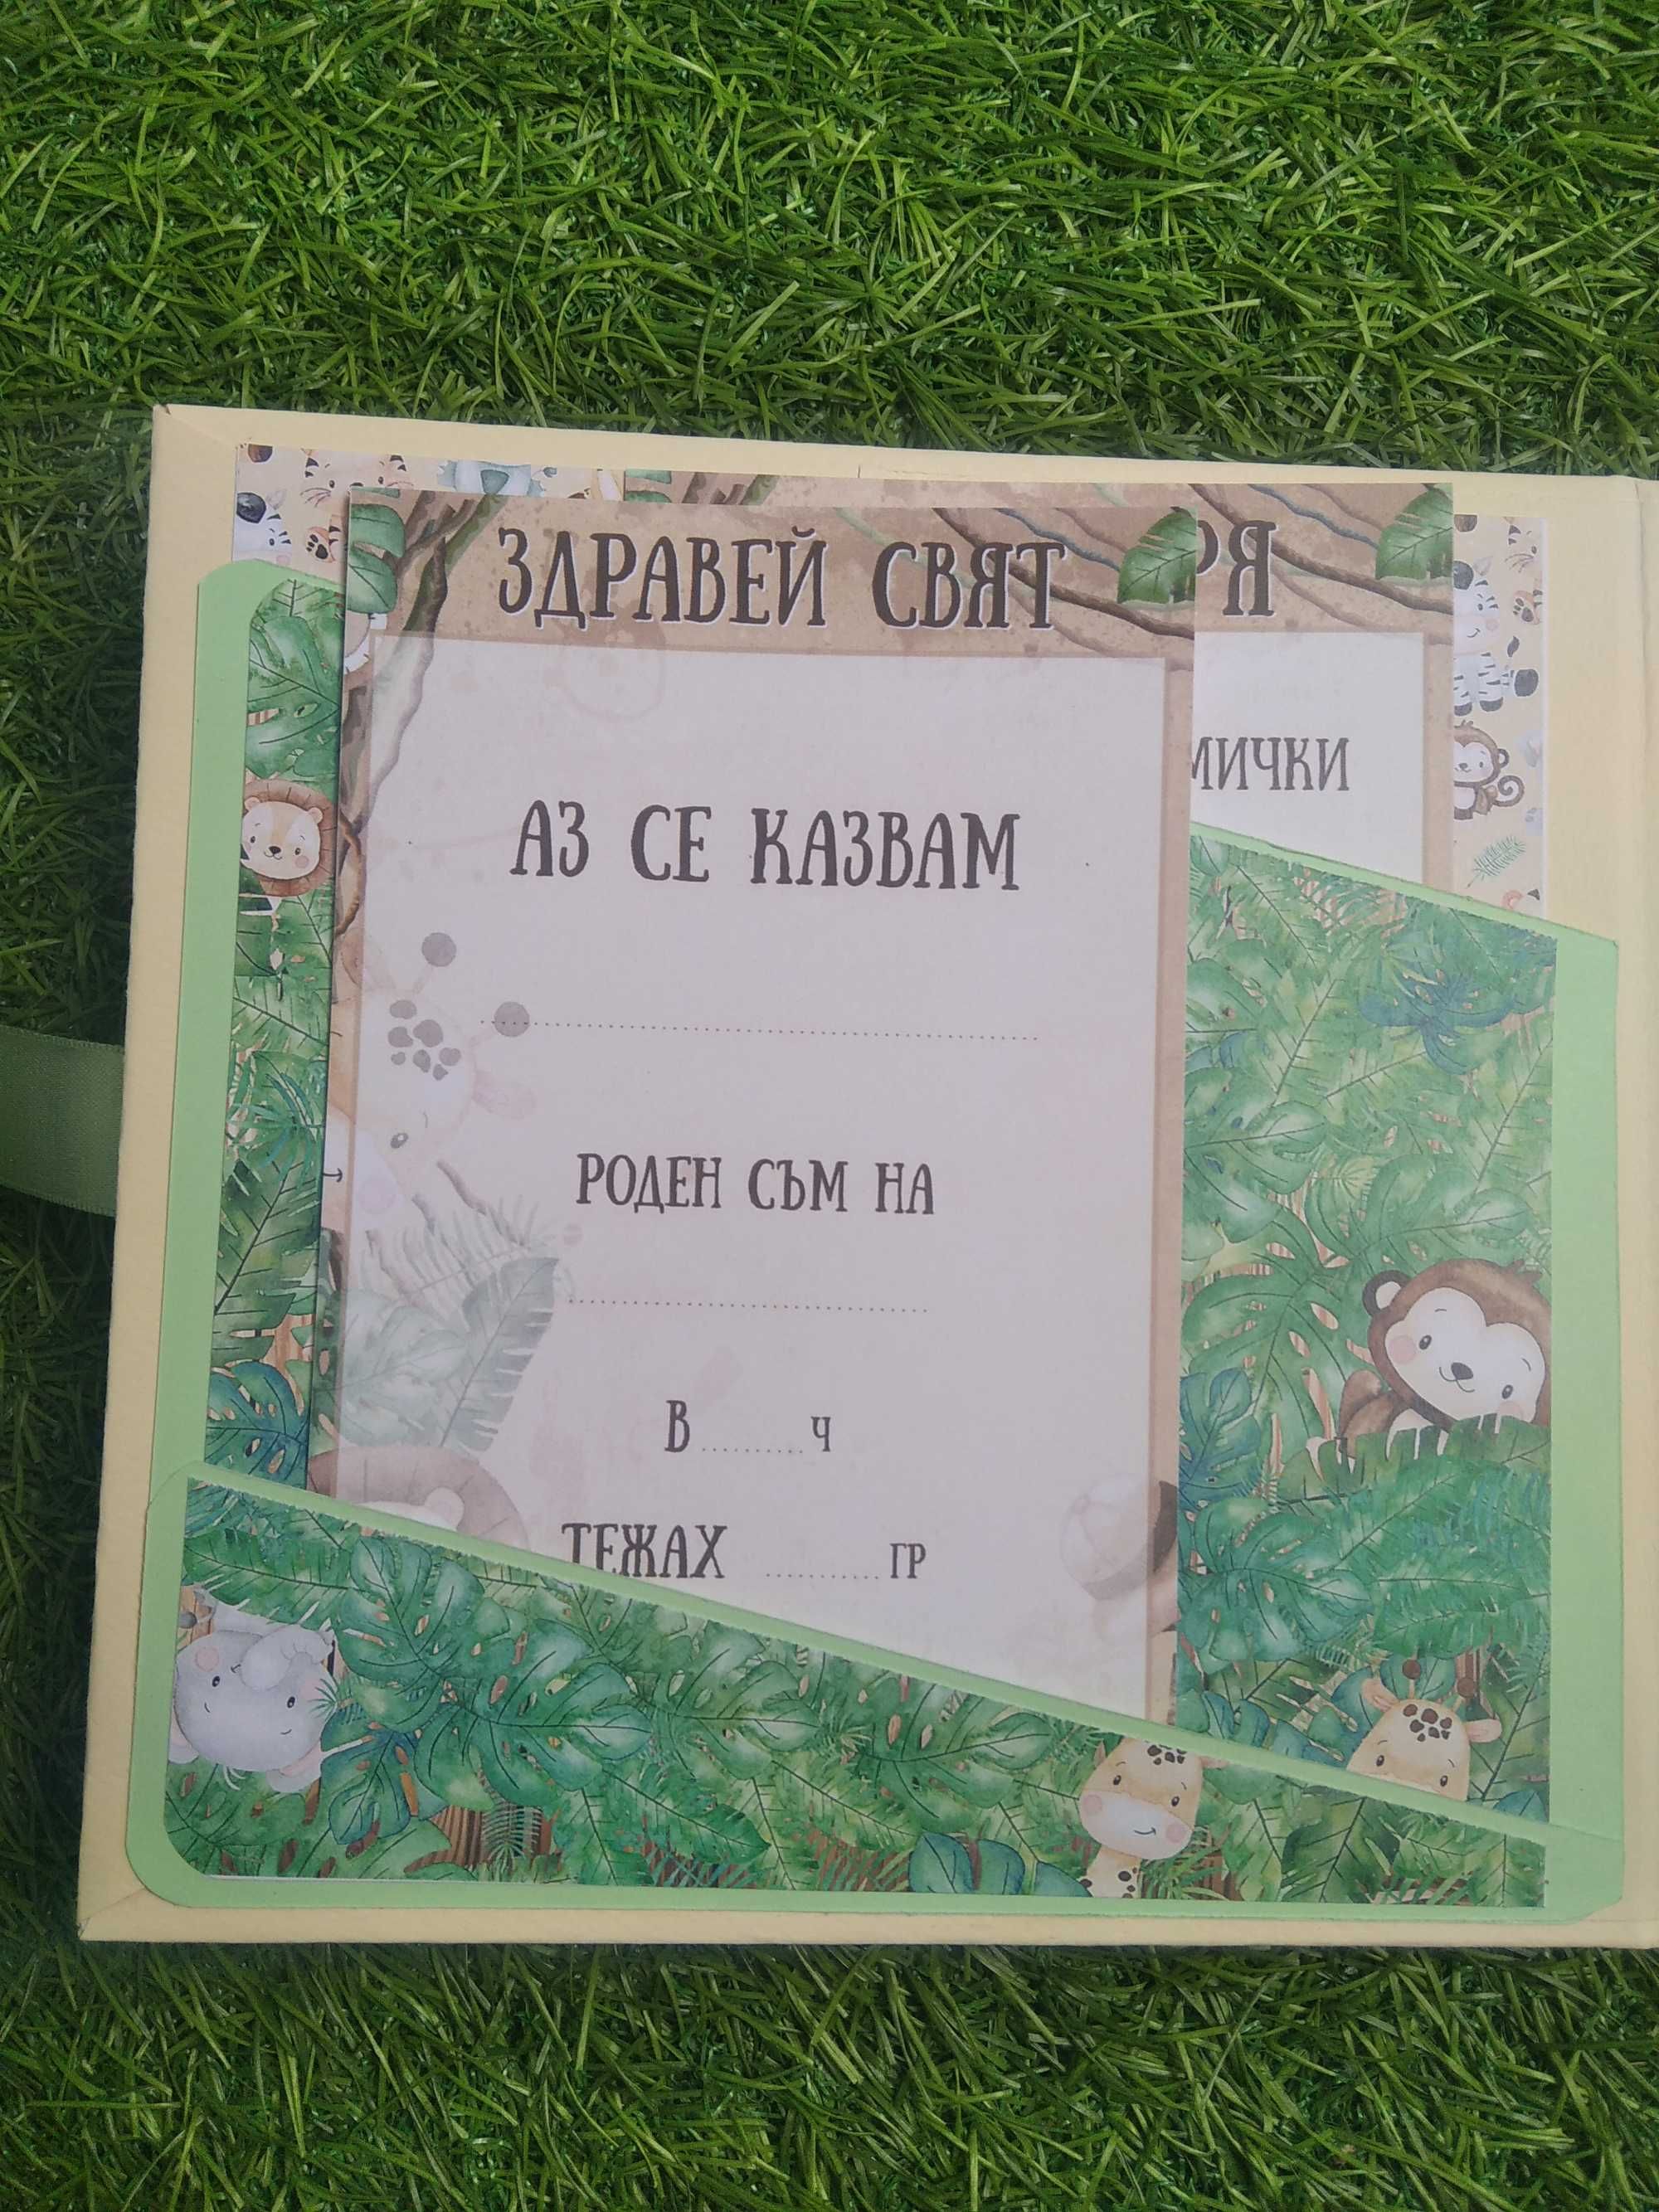 ЗДРАВЕЙ СВЯТ
АЗ СЕ КАЗВАМ
РОДЕН СЪМ НА
В..........Ч
ТЕЖАХ ...........ГР